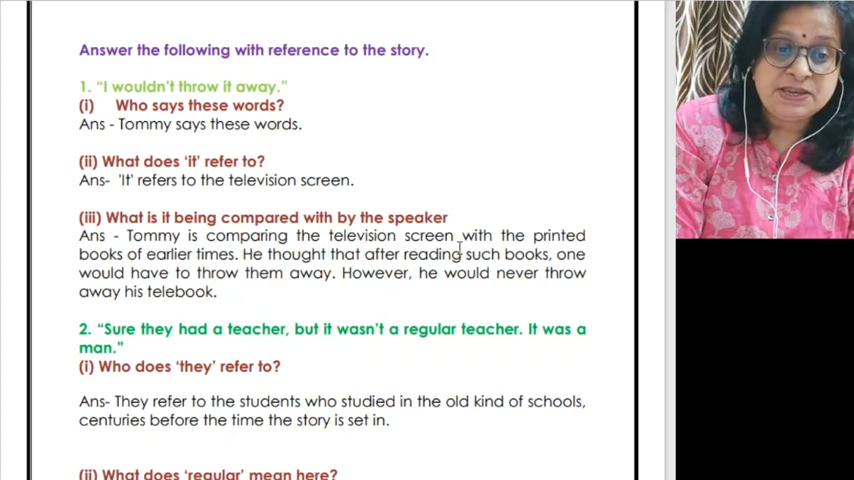 Answer the following with reference to the story.
1. “I wouldn’t throw it away.”
(i) Who says these words?
Ans - Tommy says these words.
(ii) What does ‘it’ refer to?
Ans- 'It' refers to the television screen.
(iii) What is it being compared with by the speaker
Ans - Tommy is comparing the television screen with the printed
books of earlier times. He thought that after reading such books, one
would have to throw them away. However, he would never throw
away his telebook.
2. “Sure they had a teacher, but it wasn’t a regular teacher. It was a
man.”
(i) Who does ‘they’ refer to?
Ans- They refer to the students who studied in the old kind of schools,
centuries before the time the story is set in.
(ii) What does ‘regular’ mean here?